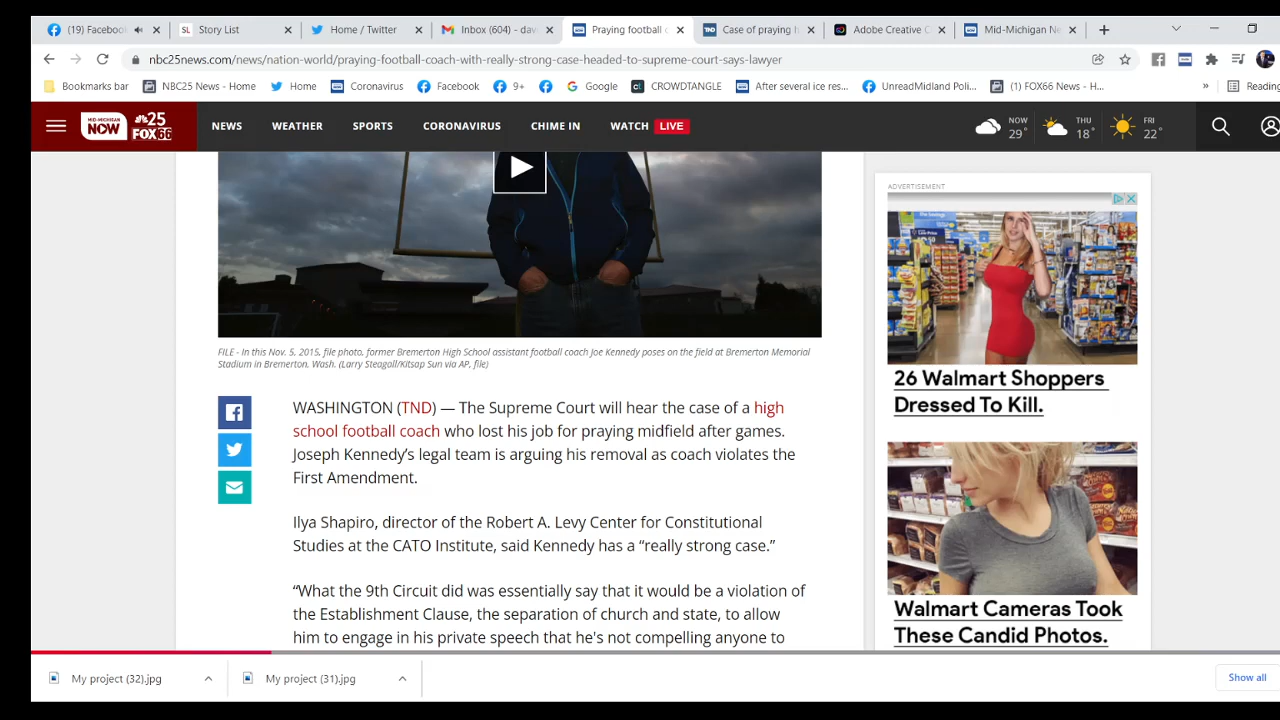 (19) Facebook
Story List
Home / Twitter
Inbox (604) - dav
Praying football c
Case of praying f
Adobe Creative C
Mid-Michigan Ne
nbc25news.com/news/nation-world/praying-football-coach-with-really-strong-case-headed-to-supreme-court-says-lawyer
Bookmarks bar
NBC25 News - Home
Home
Coronavirus
Facebook
9+
Google
CROWDTANGLE
After several ice res...
UnreadMidland Poli...
(1) FOX66 News - H...
»
Reading
MID-MICHIGAN
NOW
NBC 25
FOX66
NEWS
WEATHER
SPORTS
CORONAVIRUS
CHIME IN
WATCH LIVE
NOW
29°
THU
18°
FRI
22°
FILE - In this Nov. 5, 2015, file photo, former Bremerton High School assistant football coach Joe Kennedy poses on the field at Bremerton Memorial
Stadium in Bremerton, Wash. (Larry Steagall/Kitsap Sun via AP, file)
WASHINGTON (TND) — The Supreme Court will hear the case of a high
school football coach who lost his job for praying midfield after games.
Joseph Kennedy's legal team is arguing his removal as coach violates the
First Amendment.
Ilya Shapiro, director of the Robert A. Levy Center for Constitutional
Studies at the CATO Institute, said Kennedy has a “really strong case.”
“What the 9th Circuit did was essentially say that it would be a violation of
the Establishment Clause, the separation of church and state, to allow
him to engage in his private speech that he's not compelling anyone to
ADVERTISEMENT
26 Walmart Shoppers
Dressed To Kill.
Walmart Cameras Took
These Candid Photos.
My project (32).jpg
My project (31).jpg
Show all